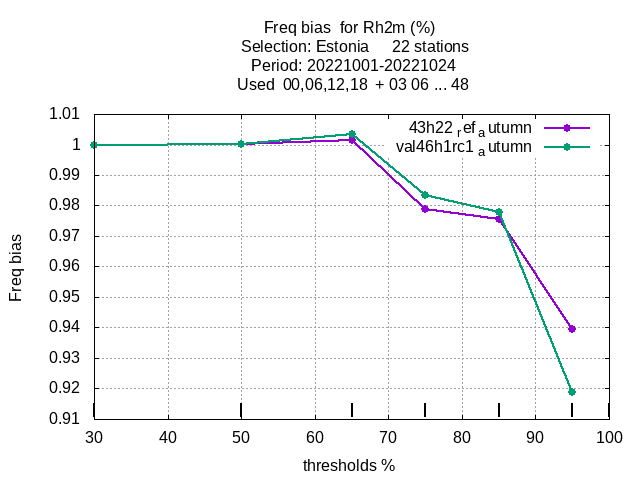 Freq bias  for Rh2m (%)
Selection: Estonia     22 stations
Period: 20221001-20221024
Used  00,06,12,18  + 03 06 ... 48
43h22 ref a utumn
val46h1rc1 a utumn
1.01
1
0.99
0.98
0.97
0.96
0.95
0.94
0.93
0.92
0.91
Freq bias
30 40 50 60 70 80 90 100
thresholds %